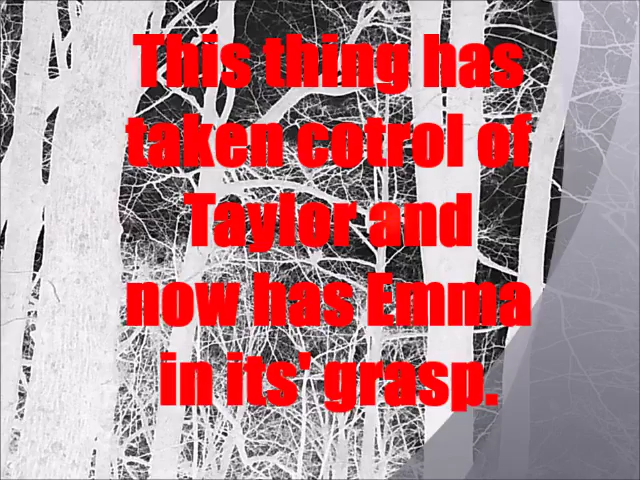 This thing has
taken cotrol of
Taylor and
now has Emma
in its' grasp.